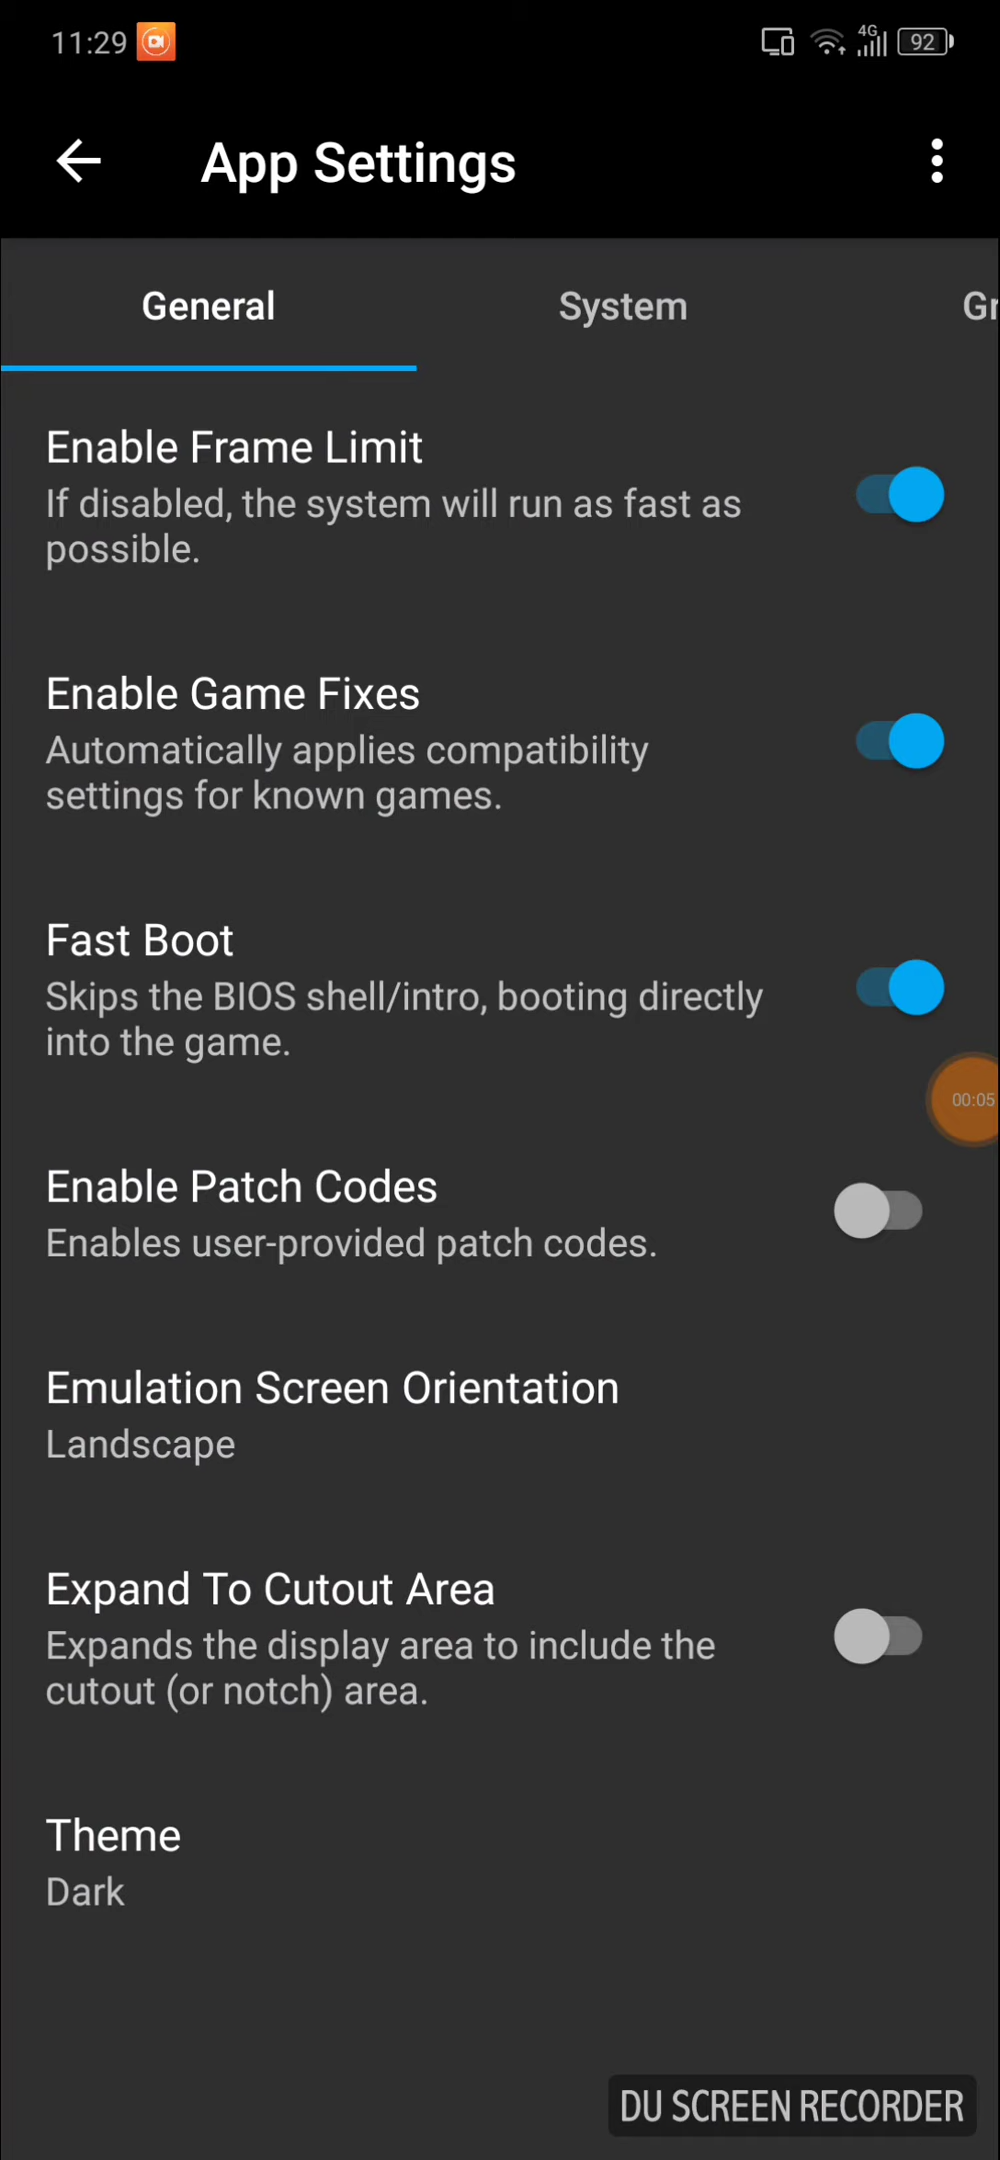 11:29
4G
92
App Settings
General
System
Gr
Enable Frame Limit
If disabled, the system will run as fast as
possible.
Enable Game Fixes
Automatically applies compatibility
settings for known games.
Fast Boot
Skips the BIOS shell/intro, booting directly
into the game.
00:05
Enable Patch Codes
Enables user-provided patch codes.
Emulation Screen Orientation
Landscape
Expand To Cutout Area
Expands the display area to include the
cutout (or notch) area.
Theme
Dark
DU SCREEN RECORDER